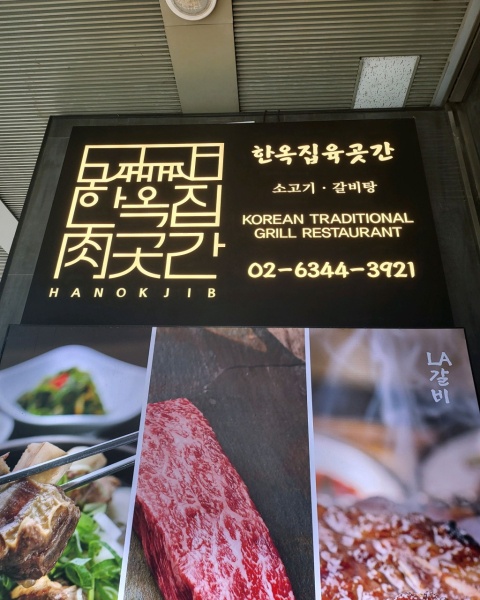 한옥집
肉곳간
HANOKJIB
한옥집육곳간
소고기 · 갈비탕
KOREAN TRADITIONAL
GRILL RESTAURANT
02-6344-3921
LA
갈
비